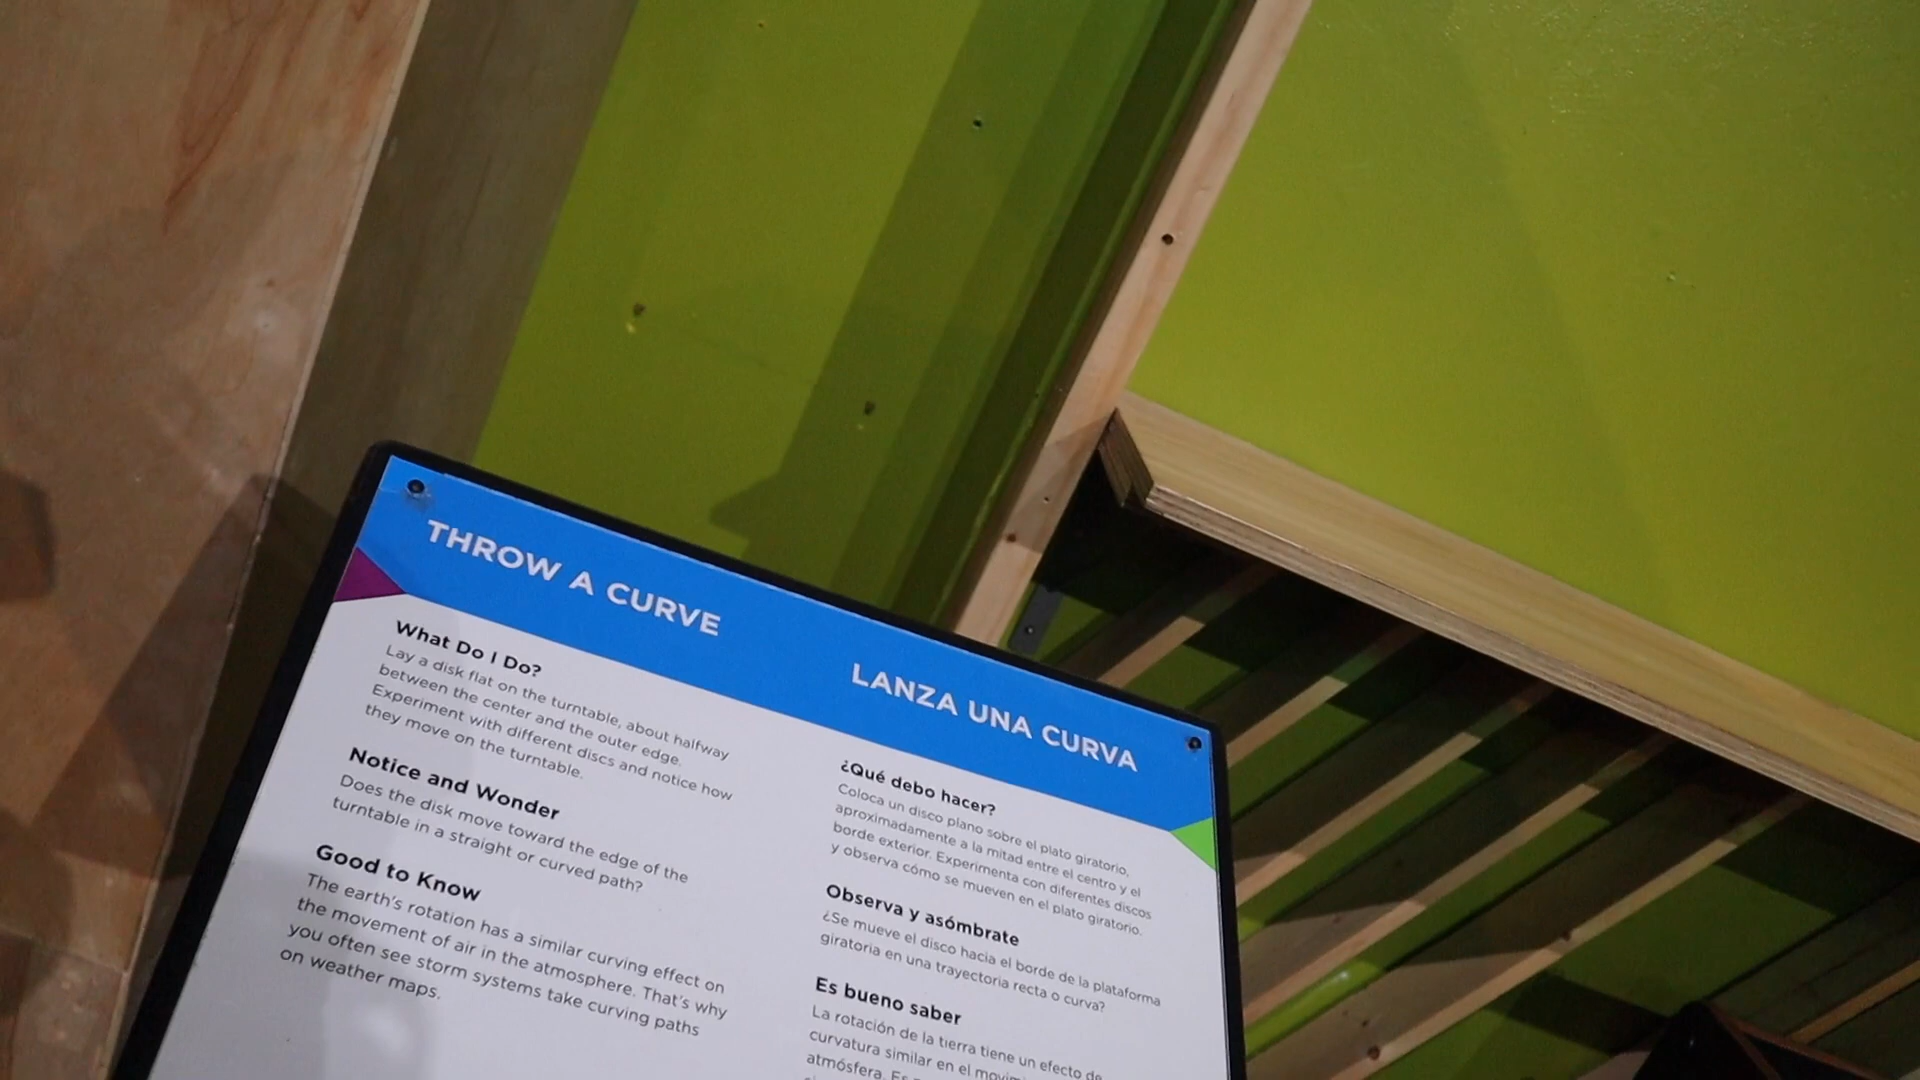 THROW A CURVE
What Do I Do?
Lay a disk flat on the turntable, about halfway
between the center and the outer edge.
Experiment with different discs and notice how
they move on the turntable.
Notice and Wonder
Does the disk move toward the edge of the
turntable in a straight or curved path?
Good to Know
The earth's rotation has a similar curving effect on
the movement of air in the atmosphere. That's why
you often see storm systems take curving paths
on weather maps.
LANZA UNA CURVA
¿Qué debo hacer?
Coloca un disco plano sobre el plato giratorio,
aproximadamente a la mitad entre el centro y el
borde exterior. Experimenta con diferentes discos
y observa cómo se mueven en el plato giratorio.
Observa y asómbrate
¿Se mueve el disco hacia el borde de la plataforma
giratoria en una trayectoria recta o curva?
Es bueno saber
La rotación de la tierra tiene un efecto de
curvatura similar en el
atmósfera.